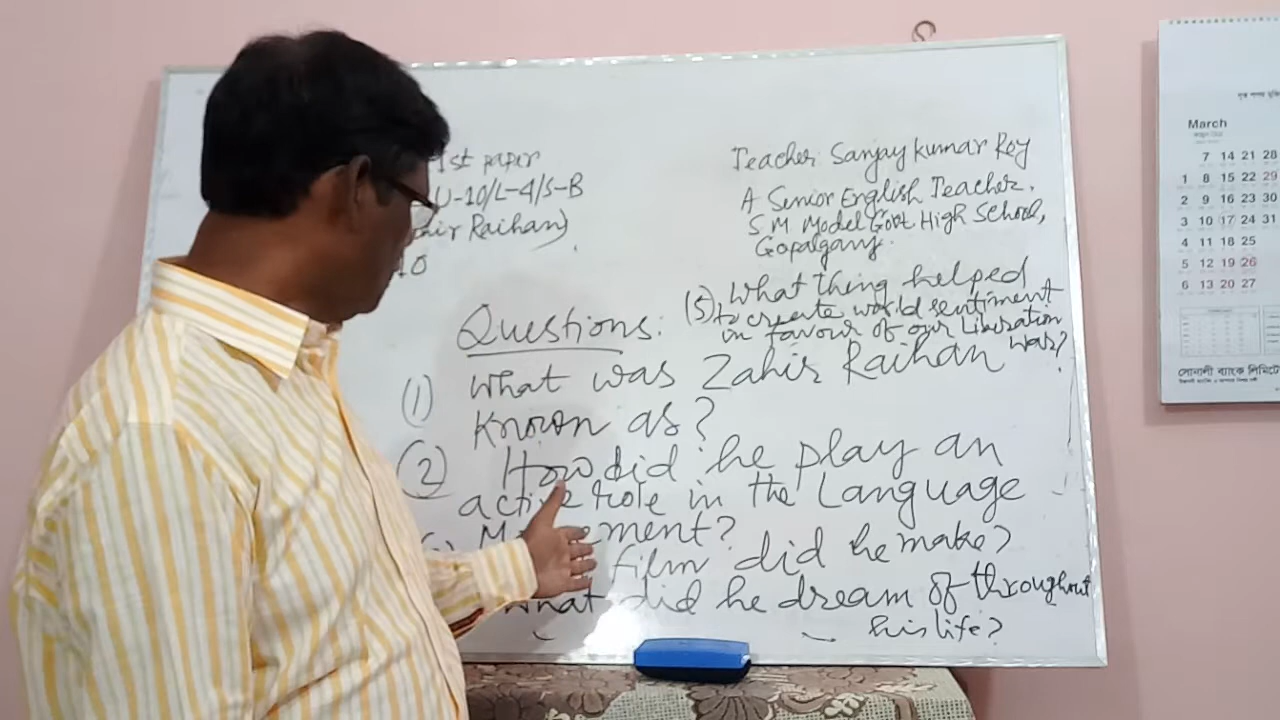 1st paper
U-10/L-4/S-B
hir Raihan)
10
Teacher: Sanjay Kumar Roy
A Senior English Teacher.
S M Model Govt High School,
Gopalganj.
Questions:
(5) What thing helped
to create world sentiment
in favour of our Liberation
was?
(1) What was Zahir Raihan
Known as?
(2) How did he play an
active role in the Language
Movement?
film did he make?
What did he dream of throughout
his life?
March
7 14 21 28
1 8 15 22 29
2 9 16 23 30
3 10 17 24 31
4 11 18 25
5 12 19 26
6 13 20 27
সোনালী ব্যাংক লিমিটে